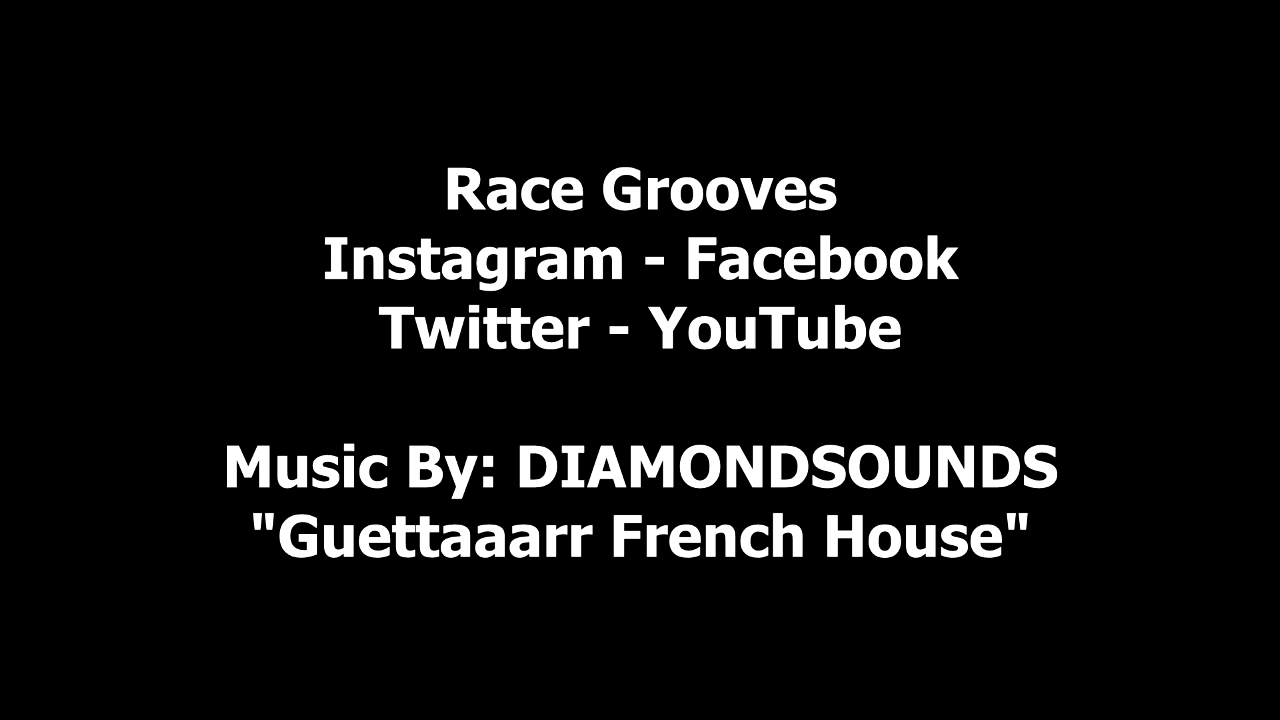 Race Grooves
Instagram - Facebook
Twitter - YouTube
Music By: DIAMONDSOUNDS
"Guettaaarr French House"